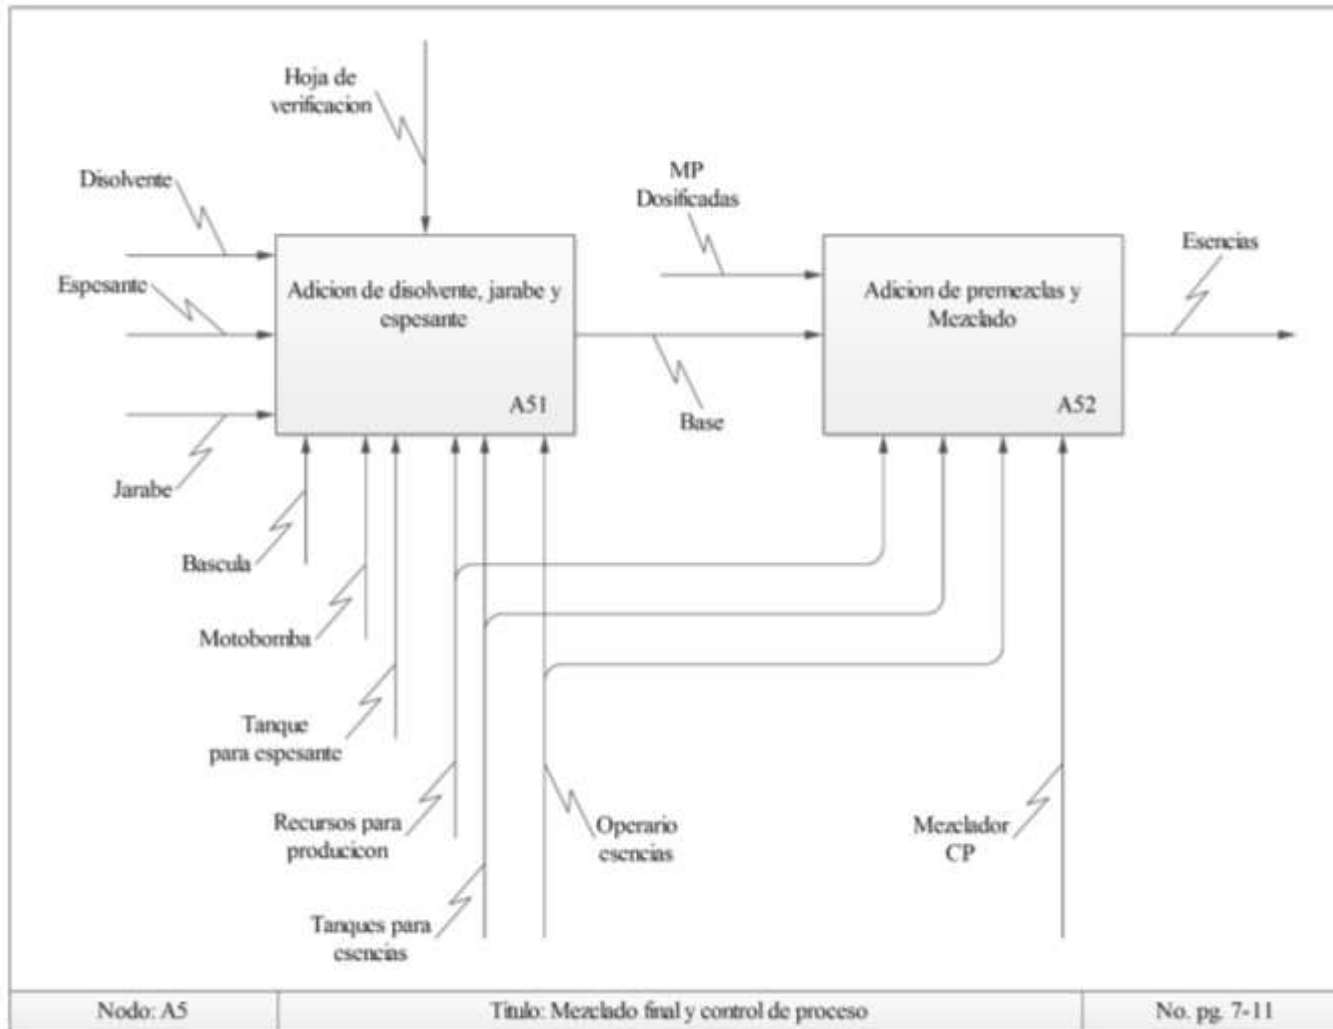 Hoja de
verificacion
Disolvente
MP
Dosificadas
Esencias
Espesante
Adicion de disolvente, jarabe y
espesante
A51
Adicion de premezclas y
Mezclado
A52
Base
Jarabe
Bascula
Motobomba
Tanque
para espesante
Recursos para
producicon
Operario
esencias
Mezclador
CP
Tanques para
esencias
Nodo: A5
Titulo: Mezclado final y control de proceso
No. pg. 7-11